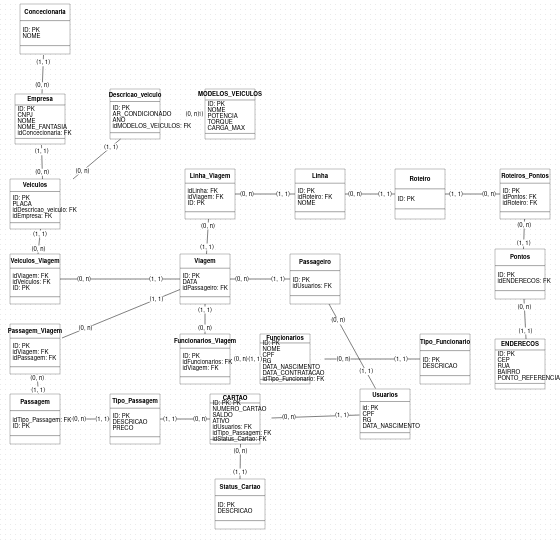 Concecionaria
ID: PK
NOME
(1, 1)
(0, n)
Empresa
ID: PK
CNPJ
NOME
NOME_FANTASIA
idConcecionaria: FK
(1, 1)
(0, n)
Descricao_veiculo
ID: PK
AR_CONDICIONADO
ANO
idMODELOS_VEICULOS: FK
(1, 1)
(0, n)
MODELOS_VEICULOS
ID: PK
NOME
POTENCIA
TORQUE
CARGA_MAX
Veiculos
ID: PK
PLACA
idDescricao_veiculo: FK
idEmpresa: FK
(1, 1)
(0, n)
Linha_Viagem
idLinha: FK
idViagem: FK
ID: PK
(0, n)
(1, 1)
Linha
ID: PK
idRoteiro: FK
NOME
(0, n)
(1, 1)
Roteiro
ID: PK
(1, 1)
(0, n)
Roteiros_Pontos
ID: PK
idPontos: FK
idRoteiro: FK
(0, n)
(1, 1)
(0, n)
(1, 1)
Veiculos_Viagem
idViagem: FK
idVeiculos: FK
ID: PK
(0, n)
(1, 1)
Viagem
ID: PK
DATA
idPassageiro: FK
(0, n)
(1, 1)
Passageiro
ID: PK
idUsuarios: FK
Pontos
ID: PK
idENDERECOS: FK
(1, 1)
(0, n)
(1, 1)
(0, n)
(0, n)
(1, 1)
(0, n)
(1, 1)
Passagem_Viagem
ID: PK
idViagem: FK
idPassagem: FK
(0, n)
(1, 1)
Funcionarios_Viagem
ID: PK
idFuncionarios: FK
idViagem: FK
(0, n)
(1, 1)
Funcionarios
ID: PK
NOME
CPF
RG
DATA_NASCIMENTO
DATA_CONTRATACAO
idTipo_Funcionario: FK
(0, n)
(1, 1)
Tipo_Funcionario
ID: PK
DESCRICAO
ENDERECOS
ID: PK
CEP
RUA
BAIRRO
PONTO_REFERENCIA
Passagem
idTipo_Passagem: FK
ID: PK
(0, n)
(1, 1)
Tipo_Passagem
ID: PK
DESCRICAO
PRECO
(1, 1)
(0, n)
CARTAO
ID: PK: PK
NUMERO_CARTAO
SALDO
ATIVO
idUsuarios: FK
idTipo_Passagem: FK
idStatus_Cartao: FK
(0, n)
(1, 1)
Usuarios
Id: PK
CPF
RG
DATA_NASCIMENTO
(0, n)
(1, 1)
Status_Cartao
ID: PK
DESCRICAO